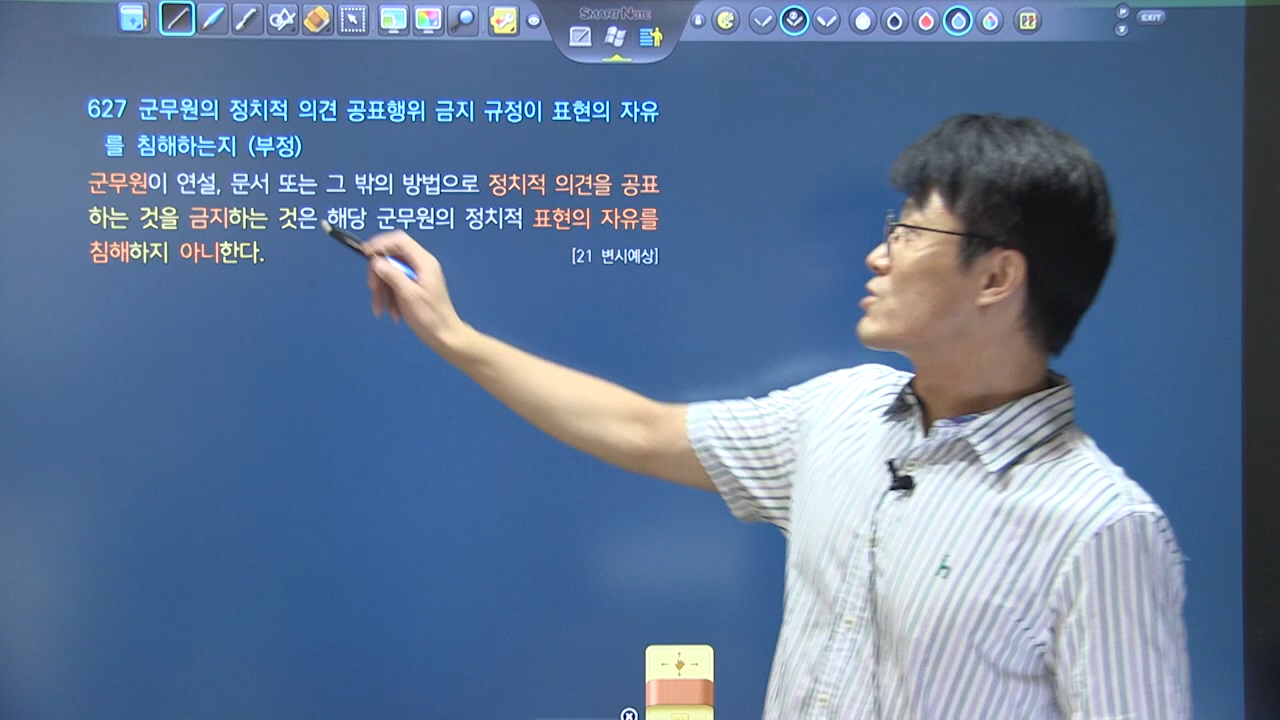 SMART NOTE
EXIT
627 군무원의 정치적 의견 공표행위 금지 규정이 표현의 자유
를 침해하는지 (부정)
군무원이 연설, 문서 또는 그 밖의 방법으로 정치적 의견을 공표
하는 것을 금지하는 것은 해당 군무원의 정치적 표현의 자유를
침해하지 아니한다.
[21 변시예상]